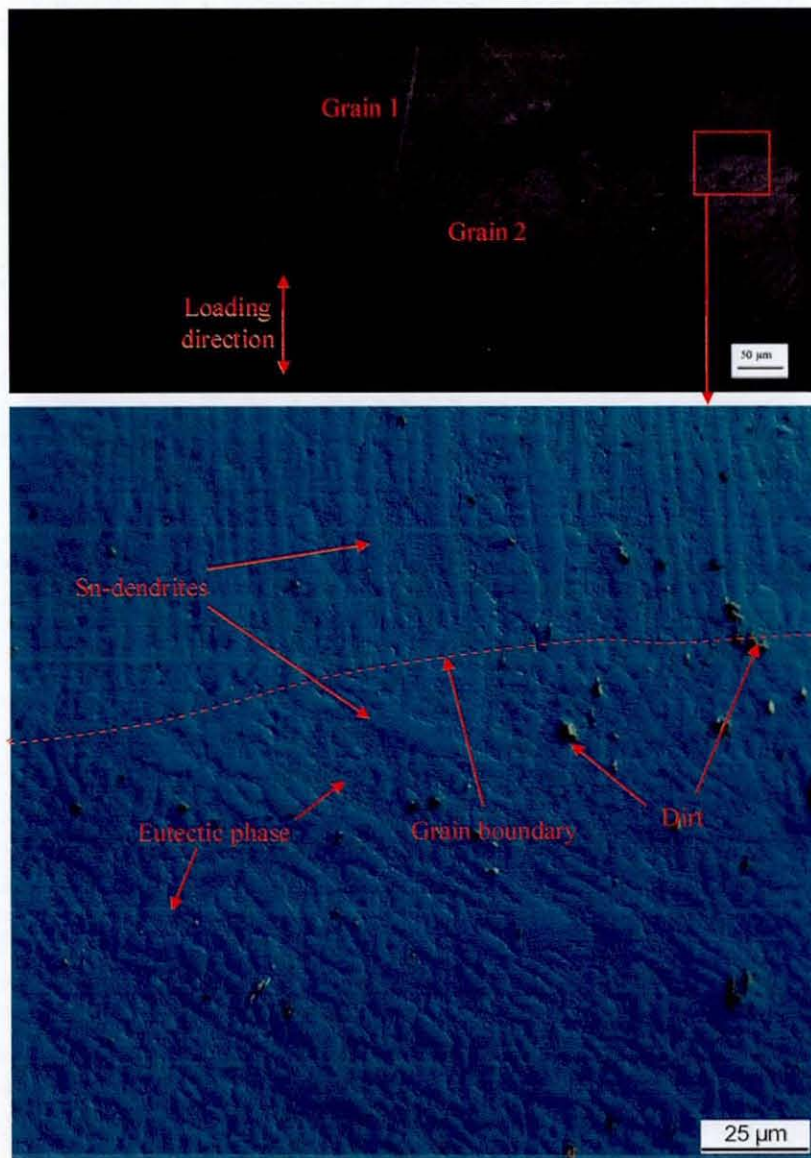 Grain 1
Grain 2
Loading
direction
50 µm
Sn-dendrites
Eutectic phase
Grain boundary
Dirt
25 µm